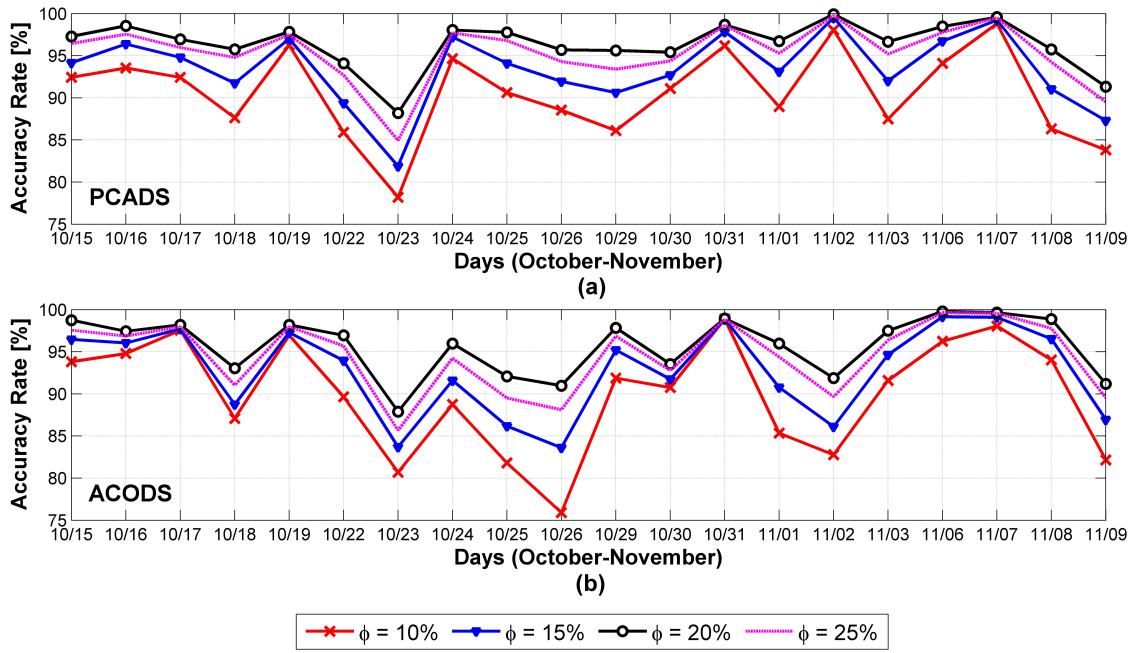 Accuracy Rate [%]
100
95
90
85
80
75
PCADS
10/15 10/16 10/17 10/18 10/19 10/22 10/23 10/24 10/25 10/26 10/29 10/30 10/31 11/01 11/02 11/03 11/06 11/07 11/08 11/09
Days (October-November)
(a)
Accuracy Rate [%]
100
95
90
85
80
75
ACODS
10/15 10/16 10/17 10/18 10/19 10/22 10/23 10/24 10/25 10/26 10/29 10/30 10/31 11/01 11/02 11/03 11/06 11/07 11/08 11/09
Days (October-November)
(b)
ϕ = 10% ϕ = 15% ϕ = 20% ϕ = 25%